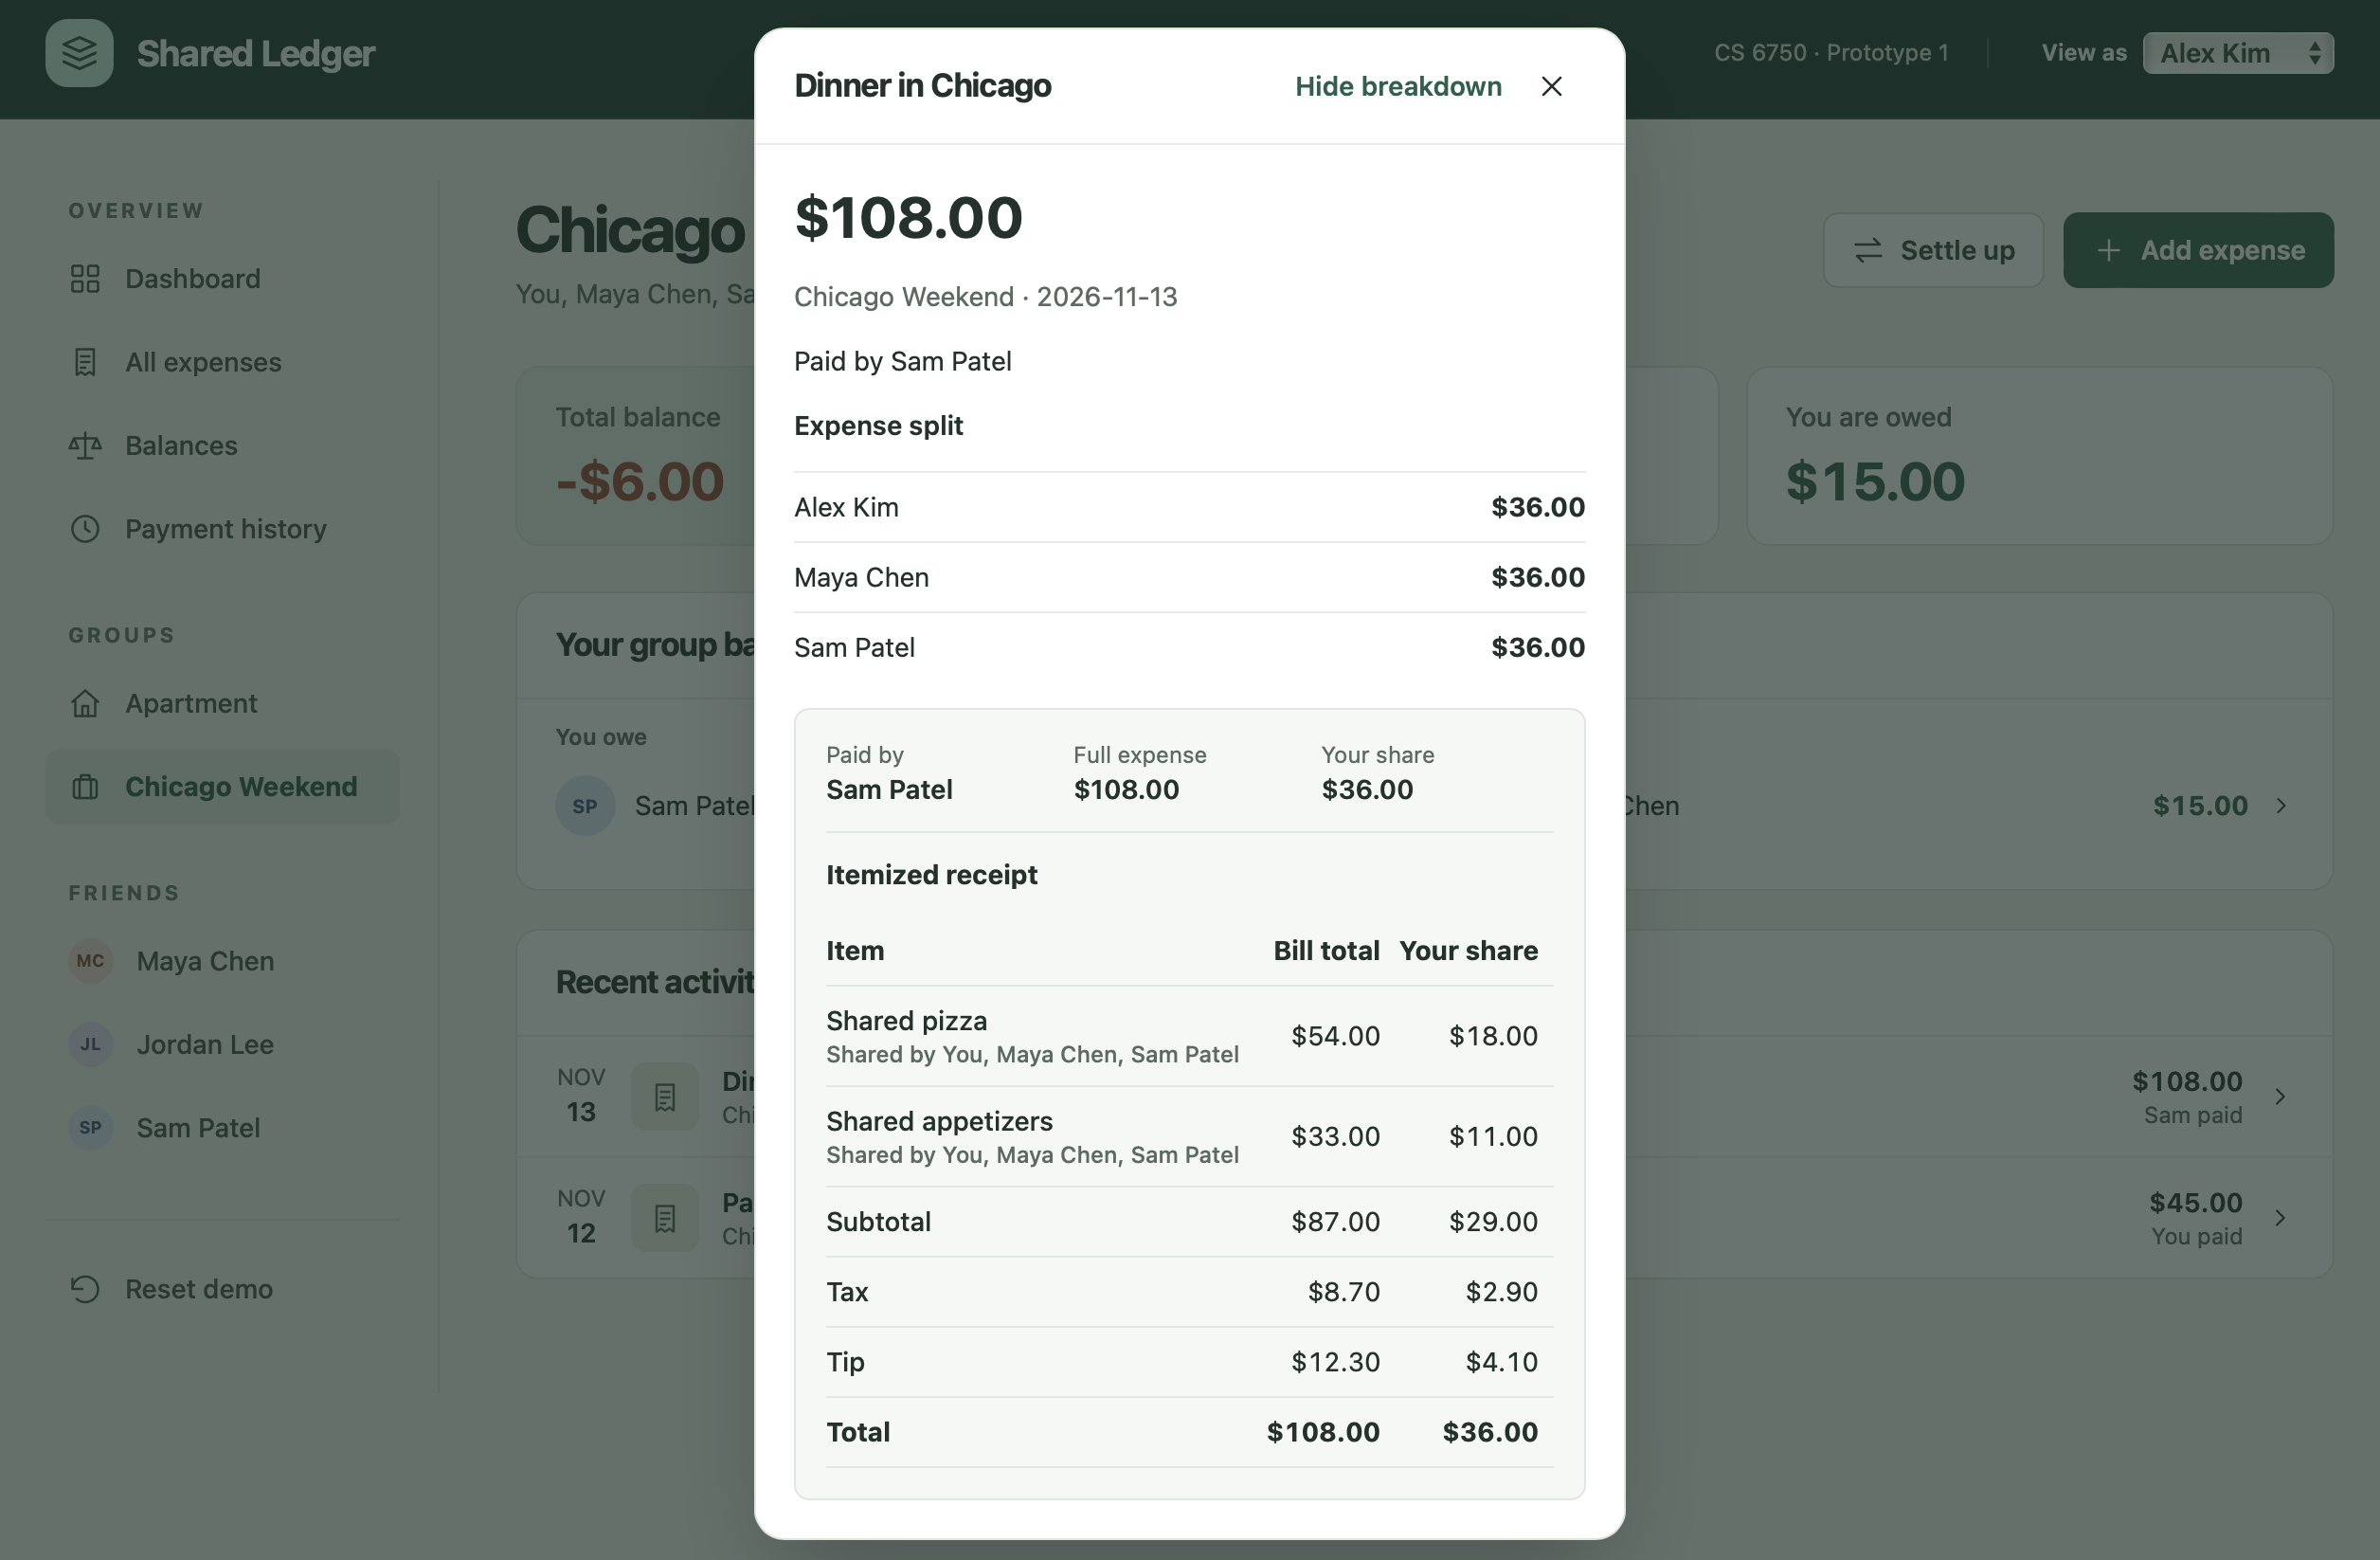 Shared Ledger
CS 6750 · Prototype 1
View as
Alex Kim
OVERVIEW
Dashboard
All expenses
Balances
Payment history
GROUPS
Apartment
Chicago Weekend
FRIENDS
MC Maya Chen
JL Jordan Lee
SP Sam Patel
Reset demo
Chicago
You, Maya Chen, Sa
Settle up
Add expense
Total balance
-$6.00
You are owed
$15.00
Your group ba
You owe
SP Sam Patel
Chen $15.00
Recent activit
NOV
13
Din
Chi
$108.00
Sam paid
NOV
12
Pa
Chi
$45.00
You paid
Dinner in Chicago
Hide breakdown
$108.00
Chicago Weekend · 2026-11-13
Paid by Sam Patel
Expense split
Alex Kim $36.00
Maya Chen $36.00
Sam Patel $36.00
Paid by Full expense Your share
Sam Patel $108.00 $36.00
Itemized receipt
Item Bill total Your share
Shared pizza
Shared by You, Maya Chen, Sam Patel
$54.00 $18.00
Shared appetizers
Shared by You, Maya Chen, Sam Patel
$33.00 $11.00
Subtotal $87.00 $29.00
Tax $8.70 $2.90
Tip $12.30 $4.10
Total $108.00 $36.00